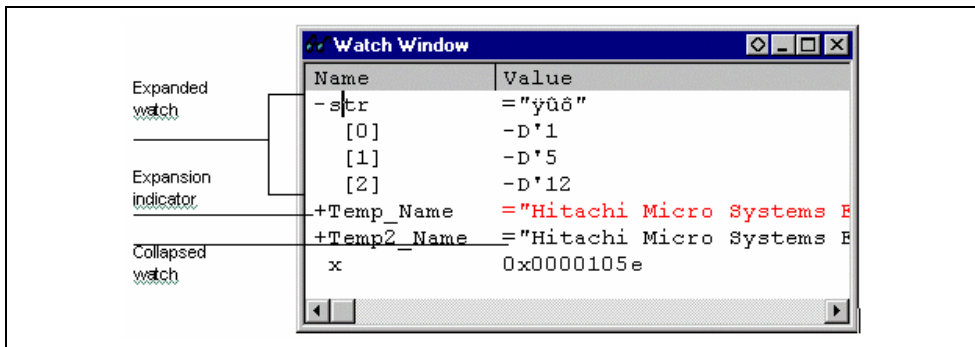 Watch Window
Name Value
Expanded
watch
-str ="ÿûô"
[0] -D'1
[1] -D'5
[2] -D'12
Expansion
indicator
+Temp_Name ="Hitachi Micro Systems E
+Temp2_Name ="Hitachi Micro Systems E
Collapsed
watch
x 0x0000105e